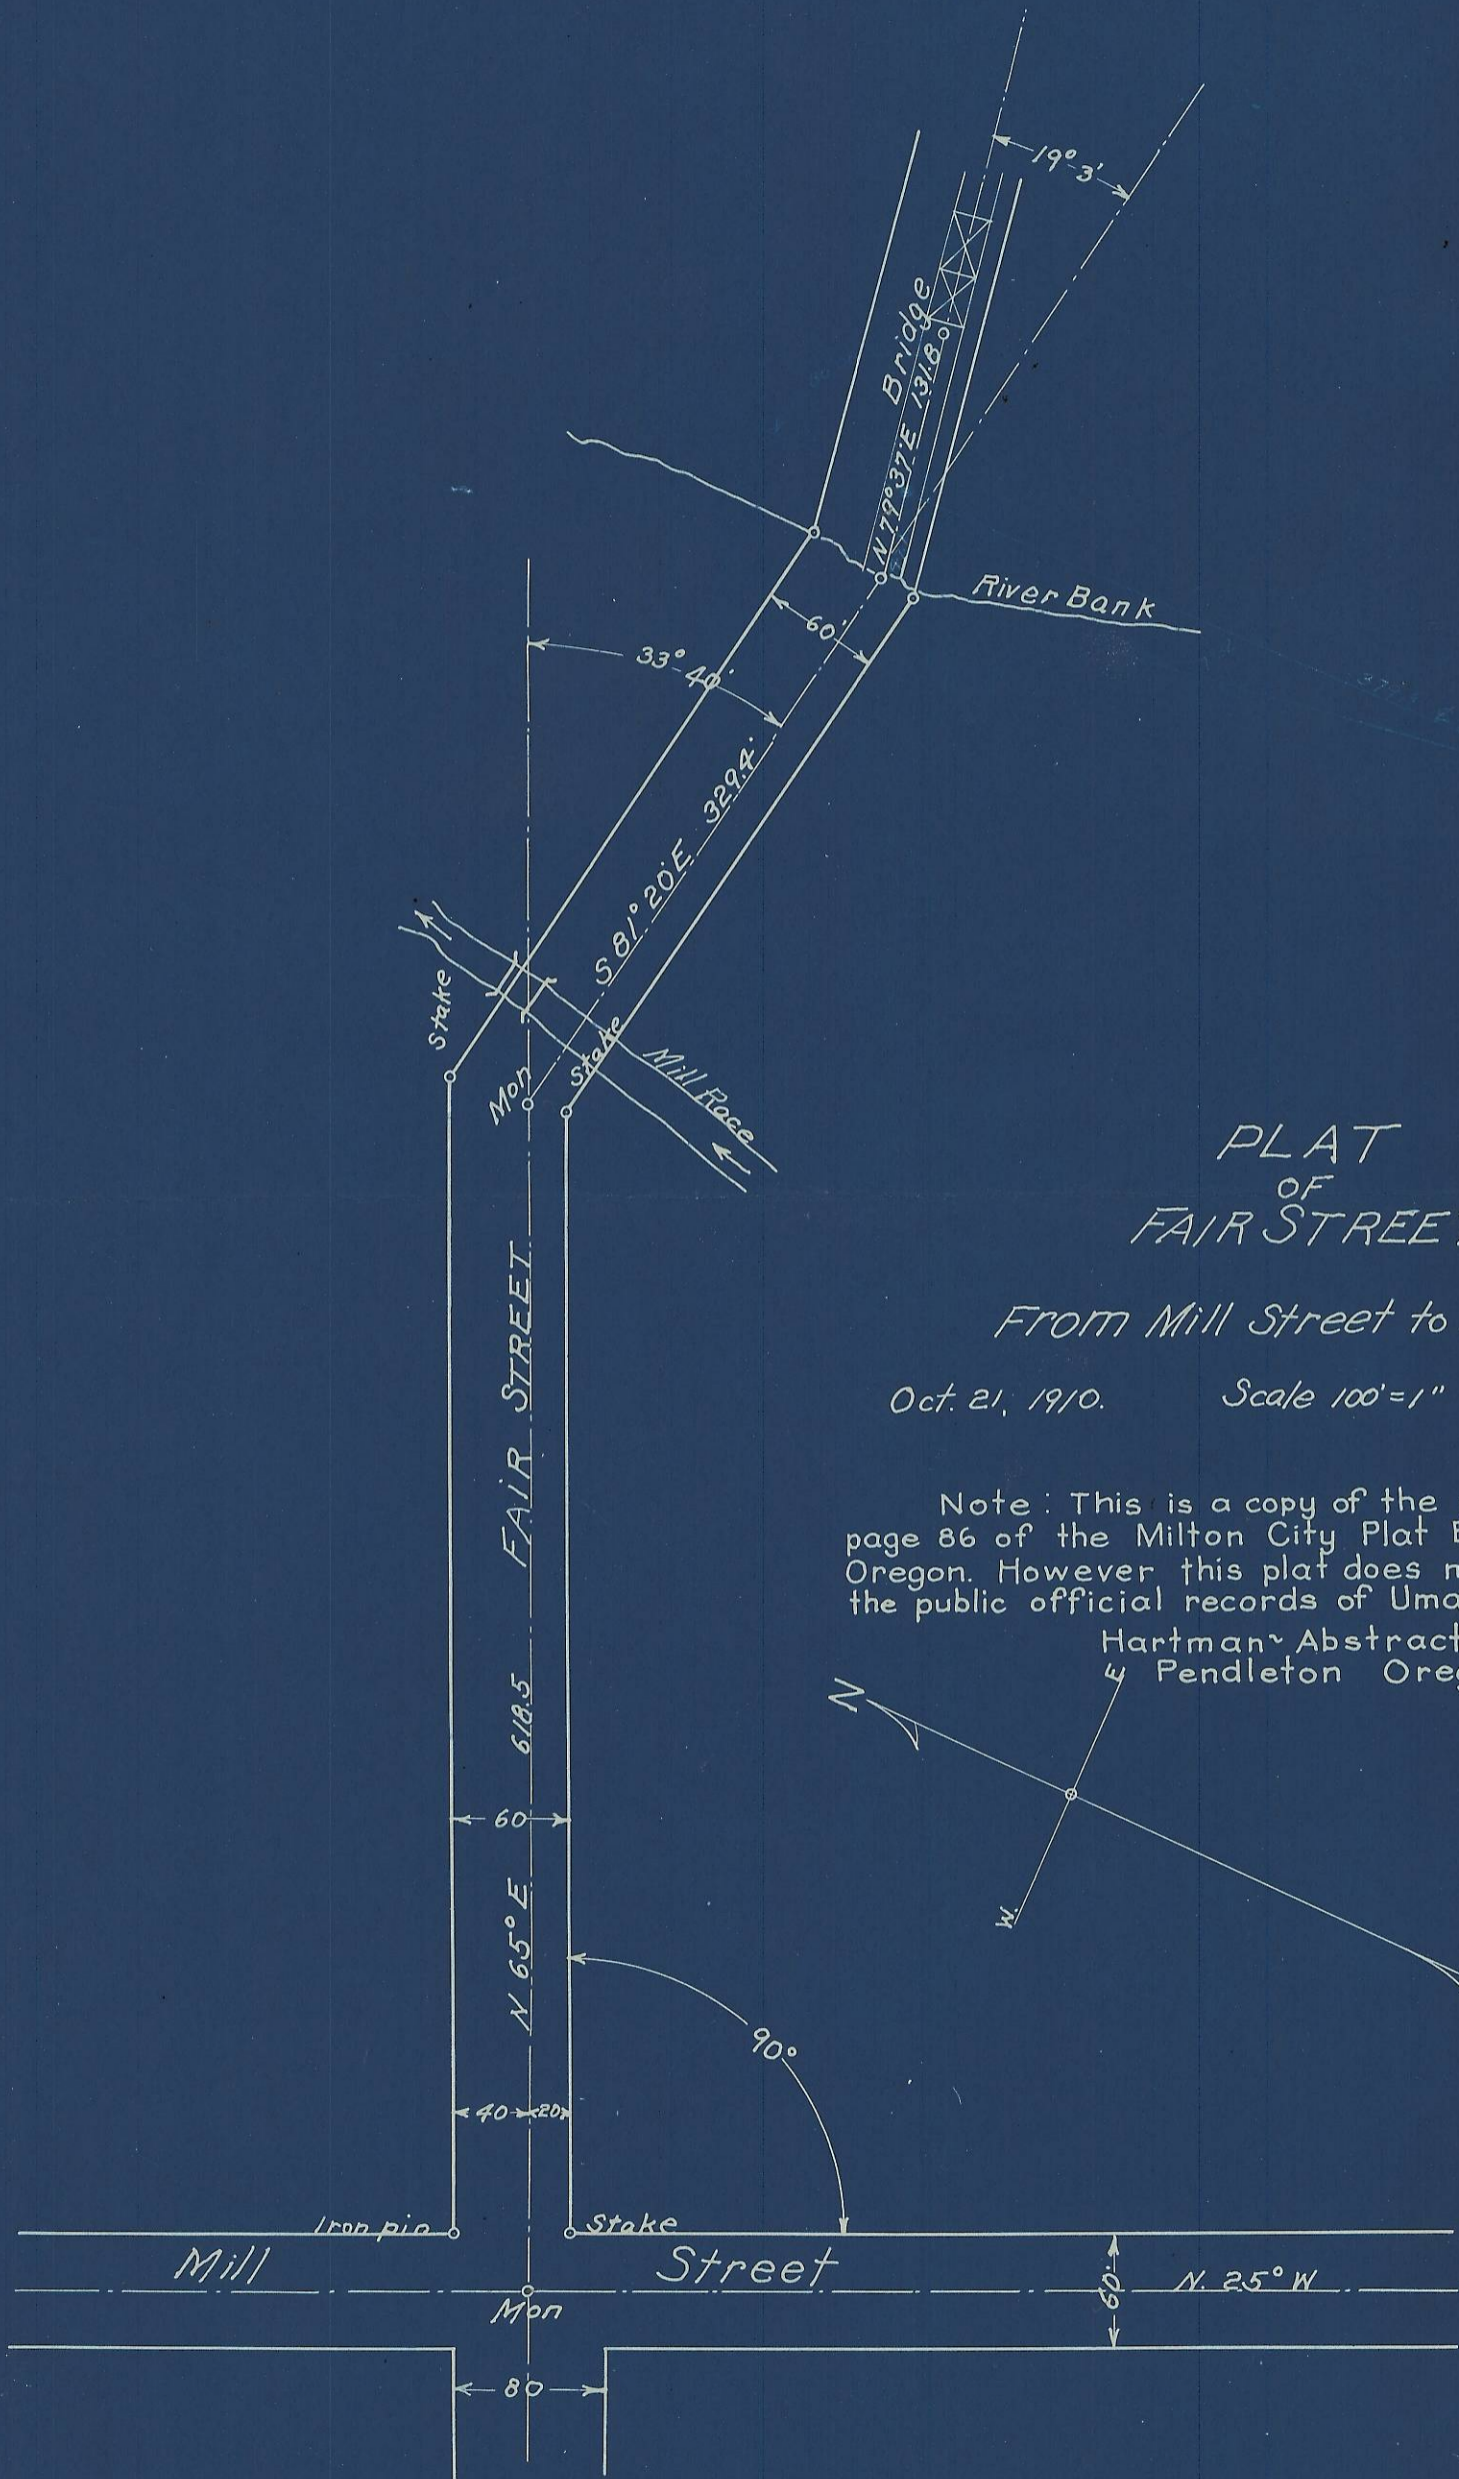 19° 3'
Bridge
N 79° 37' E 131.8
River Bank
60'
33° 40'
S 81° 20' E 329.4'
Stake
Mon
Stake
Mill Race
PLAT
OF
FAIR STREE
From Mill Street to
Oct. 21, 1910. Scale 100' = 1"
Note: This is a copy of the
page 86 of the Milton City Plat
Oregon. However this plat does
the public official records of
Hartman Abstract
Pendleton
N
E
W.
FAIR STREET
618.5
60
N 65° E
90°
40 20
Iron pin
Stake
Mill Street
60'
N. 25° W
Mon
80